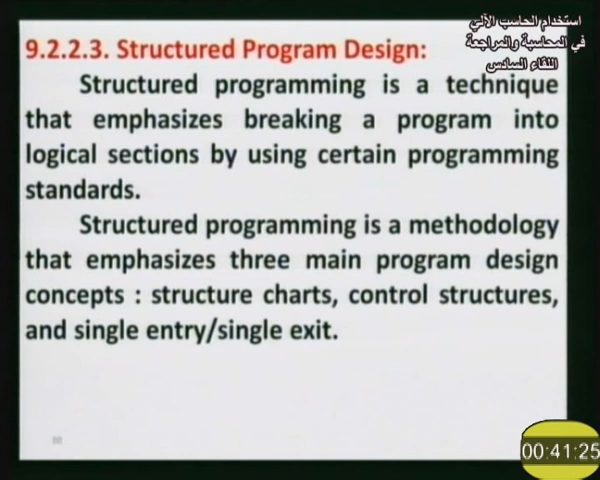 استخدام الحاسب الآلي
في المحاسبة والمراجعة
اللقاء السادس
9.2.2.3. Structured Program Design:
Structured programming is a technique
that emphasizes breaking a program into
logical sections by using certain programming
standards.
Structured programming is a methodology
that emphasizes three main program design
concepts : structure charts, control structures,
and single entry/single exit.
00:41:25